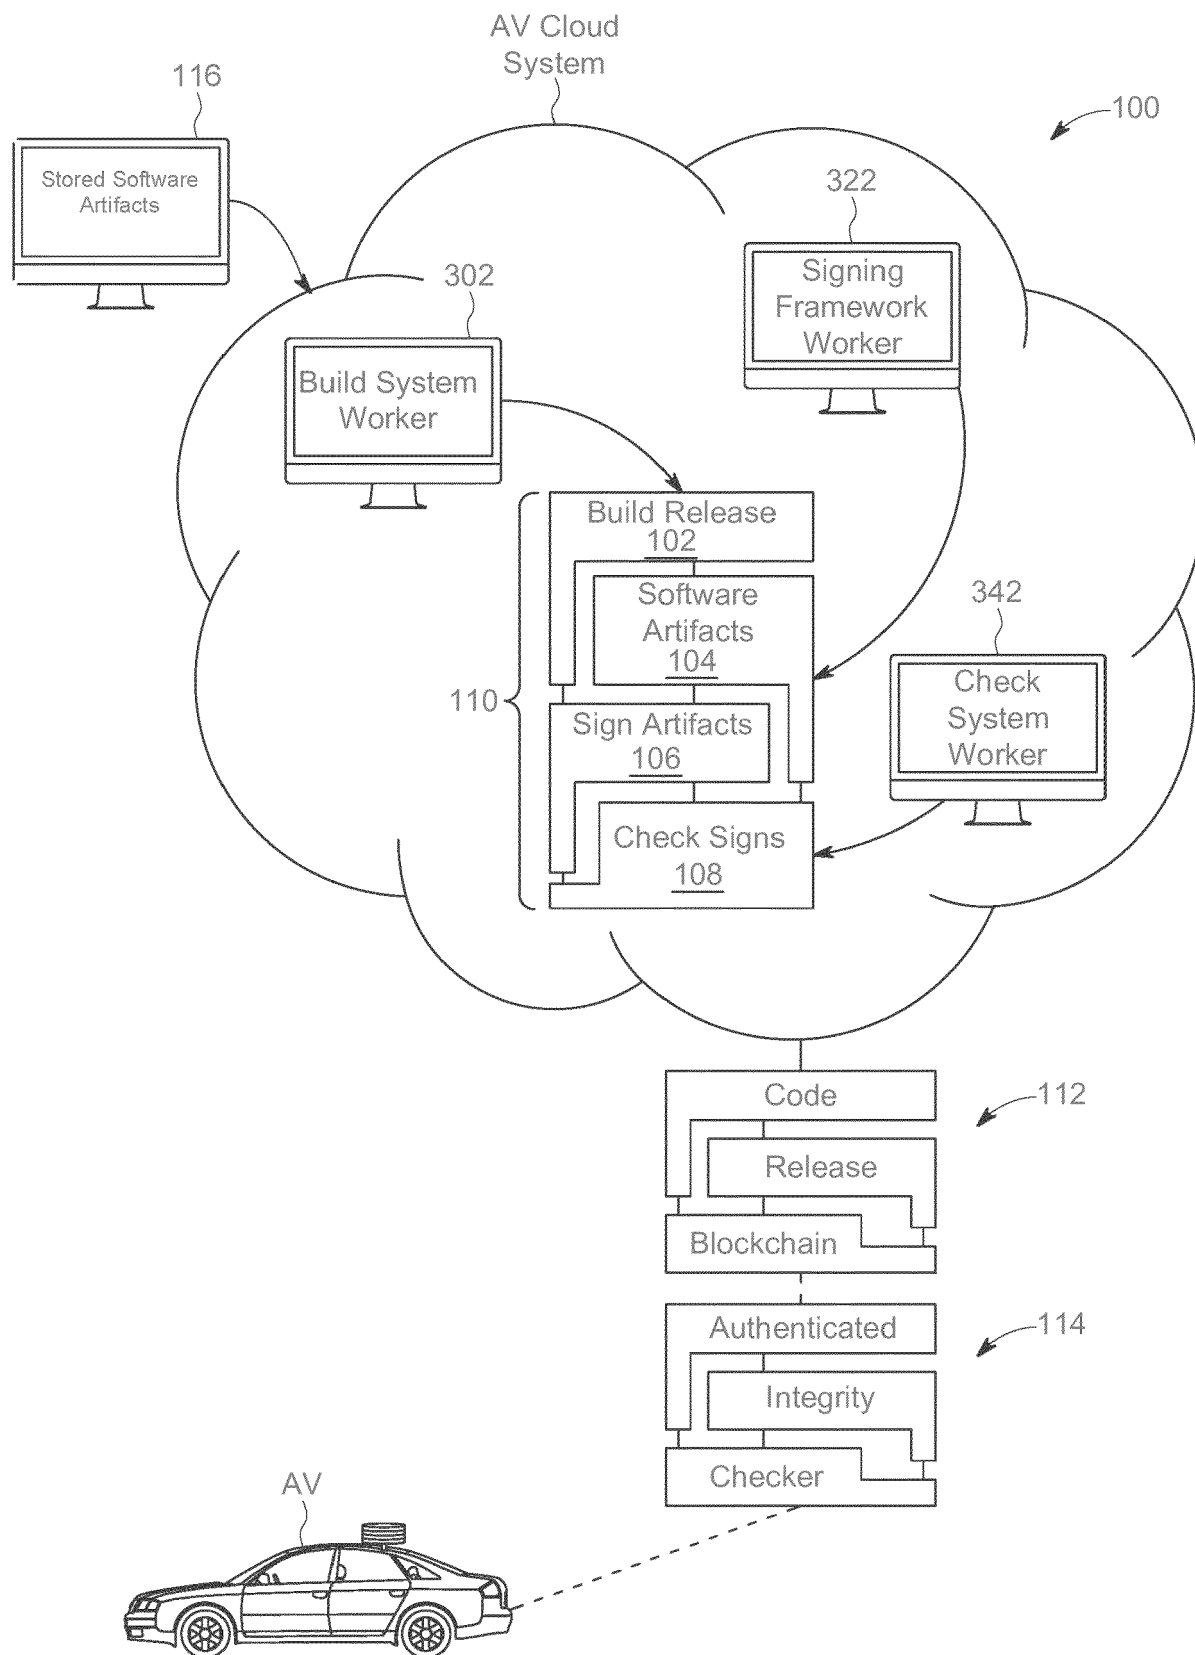 AV Cloud
System
116
100
Stored Software
Artifacts
322
Signing
Framework
Worker
302
Build System
Worker
Build Release
102
Software
Artifacts
104
342
Check
System
Worker
110
Sign Artifacts
106
Check Signs
108
Code
112
Release
Blockchain
Authenticated
114
Integrity
Checker
AV